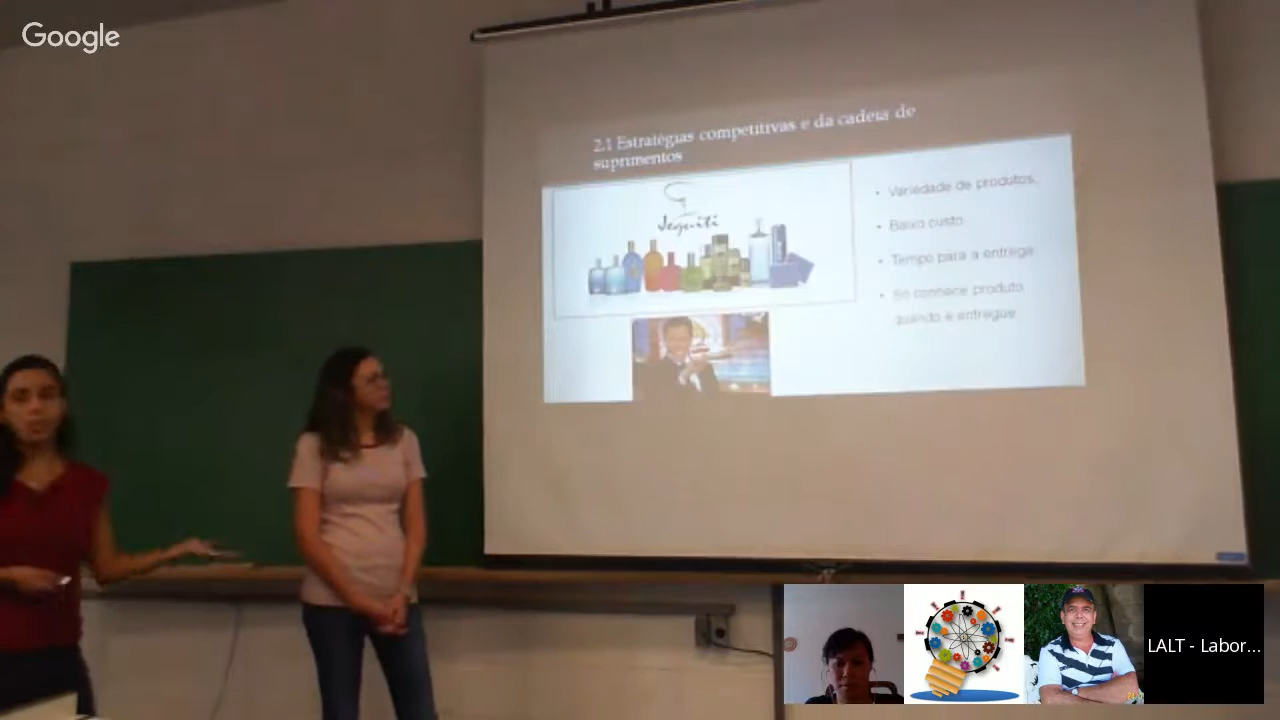 Google
2.1 Estratégias competitivas e da cadeia de
suprimentos
Jequiti
• Variedade de produtos,
• Baixo custo
• Tempo para a entrega
• Só conhece produto
quando é entregue
LALT - Labor...